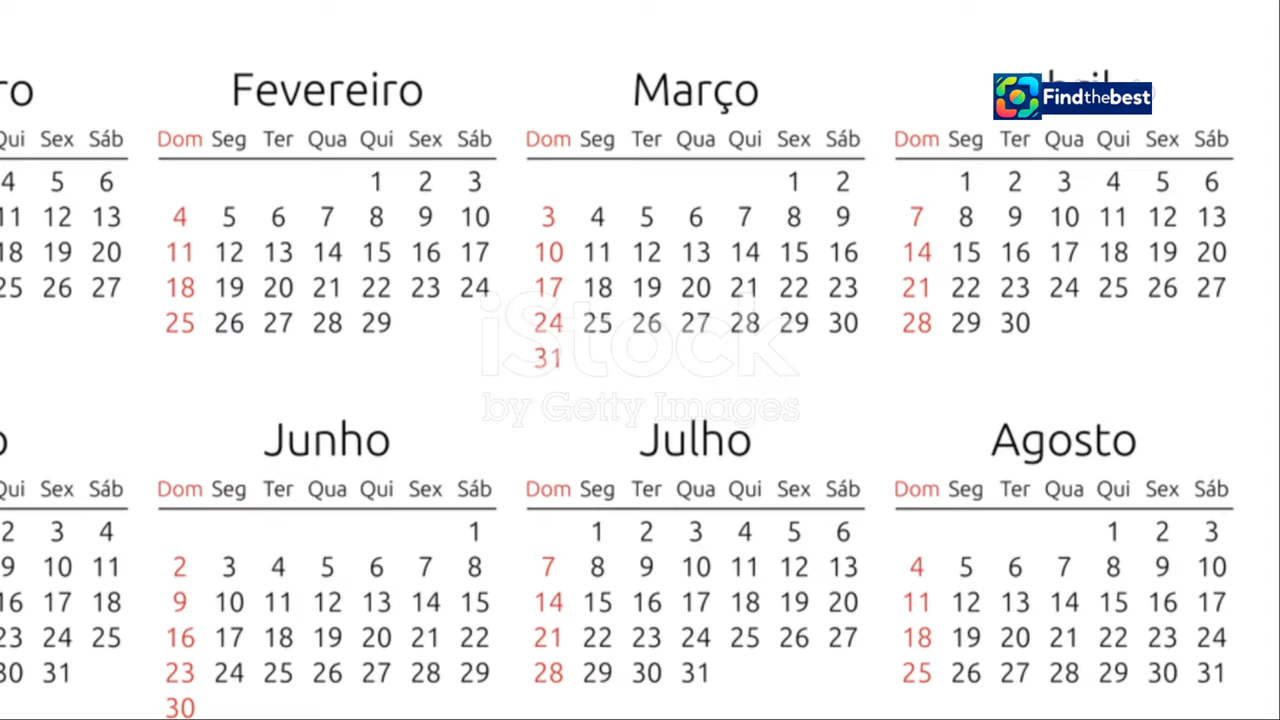 ro Fevereiro Março
FindtheBest
Qui Sex Sáb Dom Seg Ter Qua Qui Sex Sáb Dom Seg Ter Qua Qui Sex Sáb Dom Seg Ter Qua Qui Sex Sáb
4 5 6 1 2 3 1 2 1 2 3 4 5 6
11 12 13 4 5 6 7 8 9 10 3 4 5 6 7 8 9 7 8 9 10 11 12 13
18 19 20 11 12 13 14 15 16 17 10 11 12 13 14 15 16 14 15 16 17 18 19 20
25 26 27 18 19 20 21 22 23 24 17 18 19 20 21 22 23 21 22 23 24 25 26 27
25 26 27 28 29 24 25 26 27 28 29 30 28 29 30
31
iStock
by Getty Images
o Junho Julho Agosto
Qui Sex Sáb Dom Seg Ter Qua Qui Sex Sáb Dom Seg Ter Qua Qui Sex Sáb Dom Seg Ter Qua Qui Sex Sáb
2 3 4 1 1 2 3 4 5 6 1 2 3
9 10 11 2 3 4 5 6 7 8 7 8 9 10 11 12 13 4 5 6 7 8 9 10
16 17 18 9 10 11 12 13 14 15 14 15 16 17 18 19 20 11 12 13 14 15 16 17
23 24 25 16 17 18 19 20 21 22 21 22 23 24 25 26 27 18 19 20 21 22 23 24
30 31 23 24 25 26 27 28 29 28 29 30 31 25 26 27 28 29 30 31
30